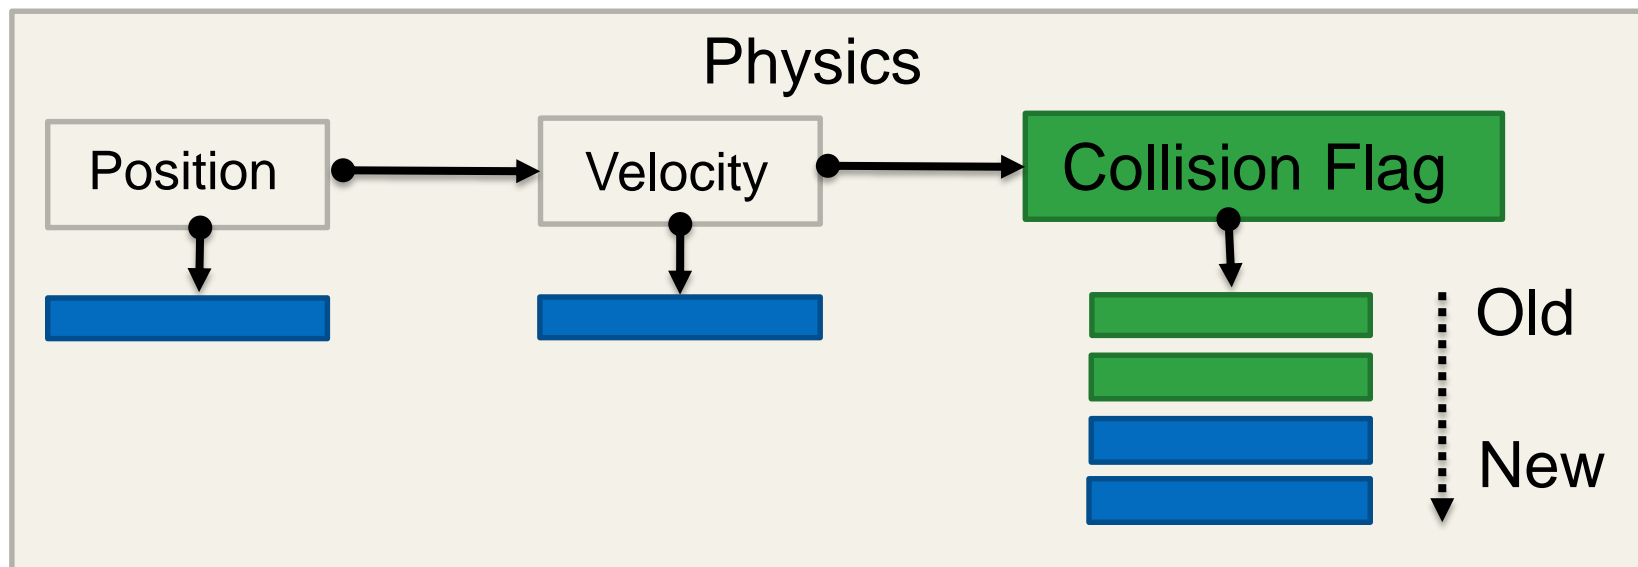 Physics
Position
Velocity
Collision Flag
Old
New